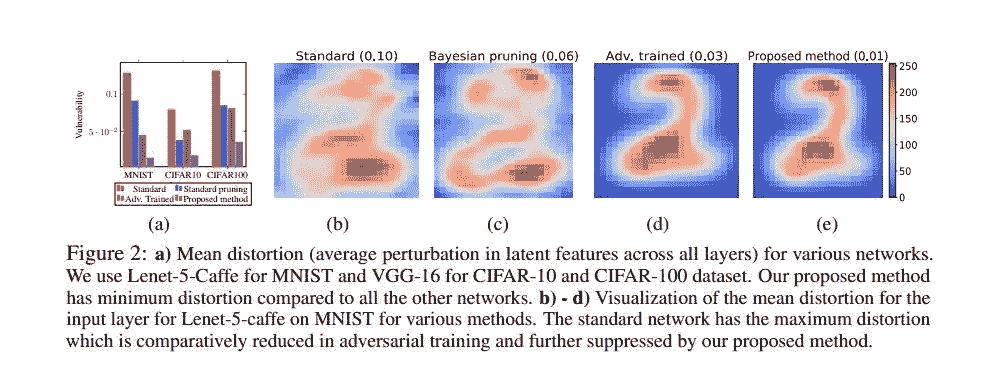 Standard (0.10) Bayesian pruning (0.06) Adv. trained (0.03) Proposed method (0.01)
250
200
150
100
50
0
Vulnerability
0.1
5·10⁻²
MNIST CIFAR10 CIFAR100
Standard Standard pruning
Adv. Trained Proposed method
(a) (b) (c) (d) (e)
Figure 2: a) Mean distortion (average perturbation in latent features across all layers) for various networks.
We use Lenet-5-Caffe for MNIST and VGG-16 for CIFAR-10 and CIFAR-100 dataset. Our proposed method
has minimum distortion compared to all the other networks. b) - d) Visualization of the mean distortion for the
input layer for Lenet-5-caffe on MNIST for various methods. The standard network has the maximum distortion
which is comparatively reduced in adversarial training and further suppressed by our proposed method.